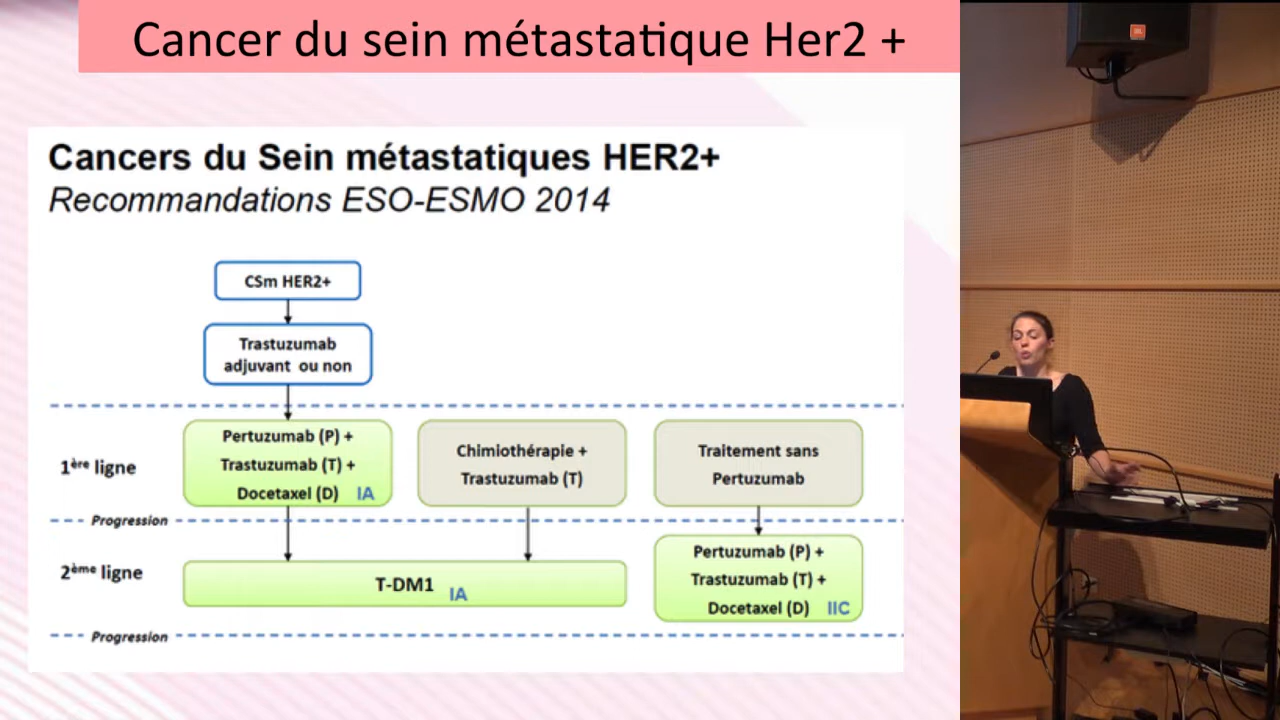 Cancer du sein métastatique Her2 +
Cancers du Sein métastatiques HER2+
Recommandations ESO-ESMO 2014
CSm HER2+
Trastuzumab
adjuvant ou non
1ère ligne
Pertuzumab (P) +
Trastuzumab (T) +
Docetaxel (D) IA
Chimiothérapie +
Trastuzumab (T)
Traitement sans
Pertuzumab
Progression
2ème ligne
T-DM1 IA
Pertuzumab (P) +
Trastuzumab (T) +
Docetaxel (D) IIC
Progression